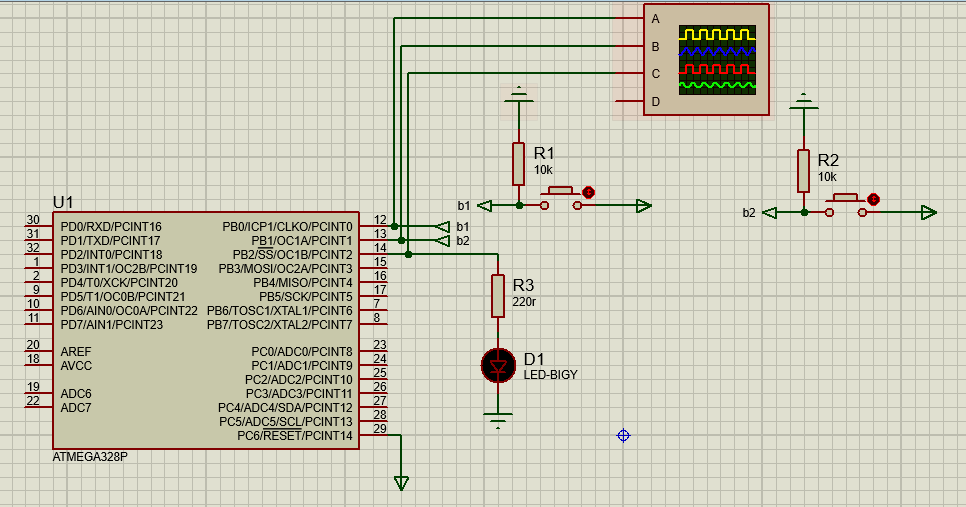 A
B
C
D
R1
10k
b1
R2
10k
b2
U1
30 PD0/RXD/PCINT16 PB0/ICP1/CLKO/PCINT0 12 b1
31 PD1/TXD/PCINT17 PB1/OC1A/PCINT1 13 b2
32 PD2/INT0/PCINT18 PB2/SS/OC1B/PCINT2 14
1 PD3/INT1/OC2B/PCINT19 PB3/MOSI/OC2A/PCINT3 15
2 PD4/T0/XCK/PCINT20 PB4/MISO/PCINT4 16
9 PD5/T1/OC0B/PCINT21 PB5/SCK/PCINT5 17
10 PD6/AIN0/OC0A/PCINT22 PB6/TOSC1/XTAL1/PCINT6 7
11 PD7/AIN1/PCINT23 PB7/TOSC2/XTAL2/PCINT7 8
R3
220r
20 AREF PC0/ADC0/PCINT8 23
18 AVCC PC1/ADC1/PCINT9 24
PC2/ADC2/PCINT10 25
19 ADC6 PC3/ADC3/PCINT11 26
22 ADC7 PC4/ADC4/SDA/PCINT12 27
PC5/ADC5/SCL/PCINT13 28
PC6/RESET/PCINT14 29
D1
LED-BIGY
ATMEGA328P